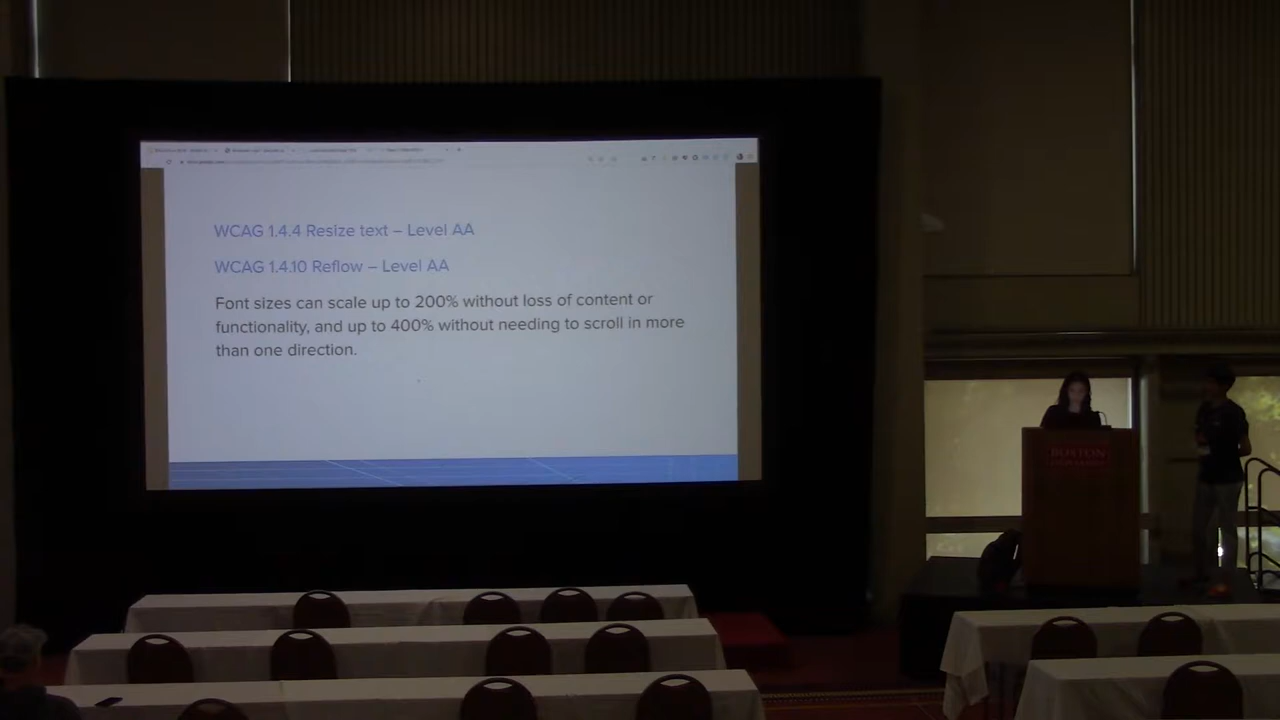 WCAG 1.4.4 Resize text – Level AA
WCAG 1.4.10 Reflow – Level AA
Font sizes can scale up to 200% without loss of content or
functionality, and up to 400% without needing to scroll in more
than one direction.
BOSTON